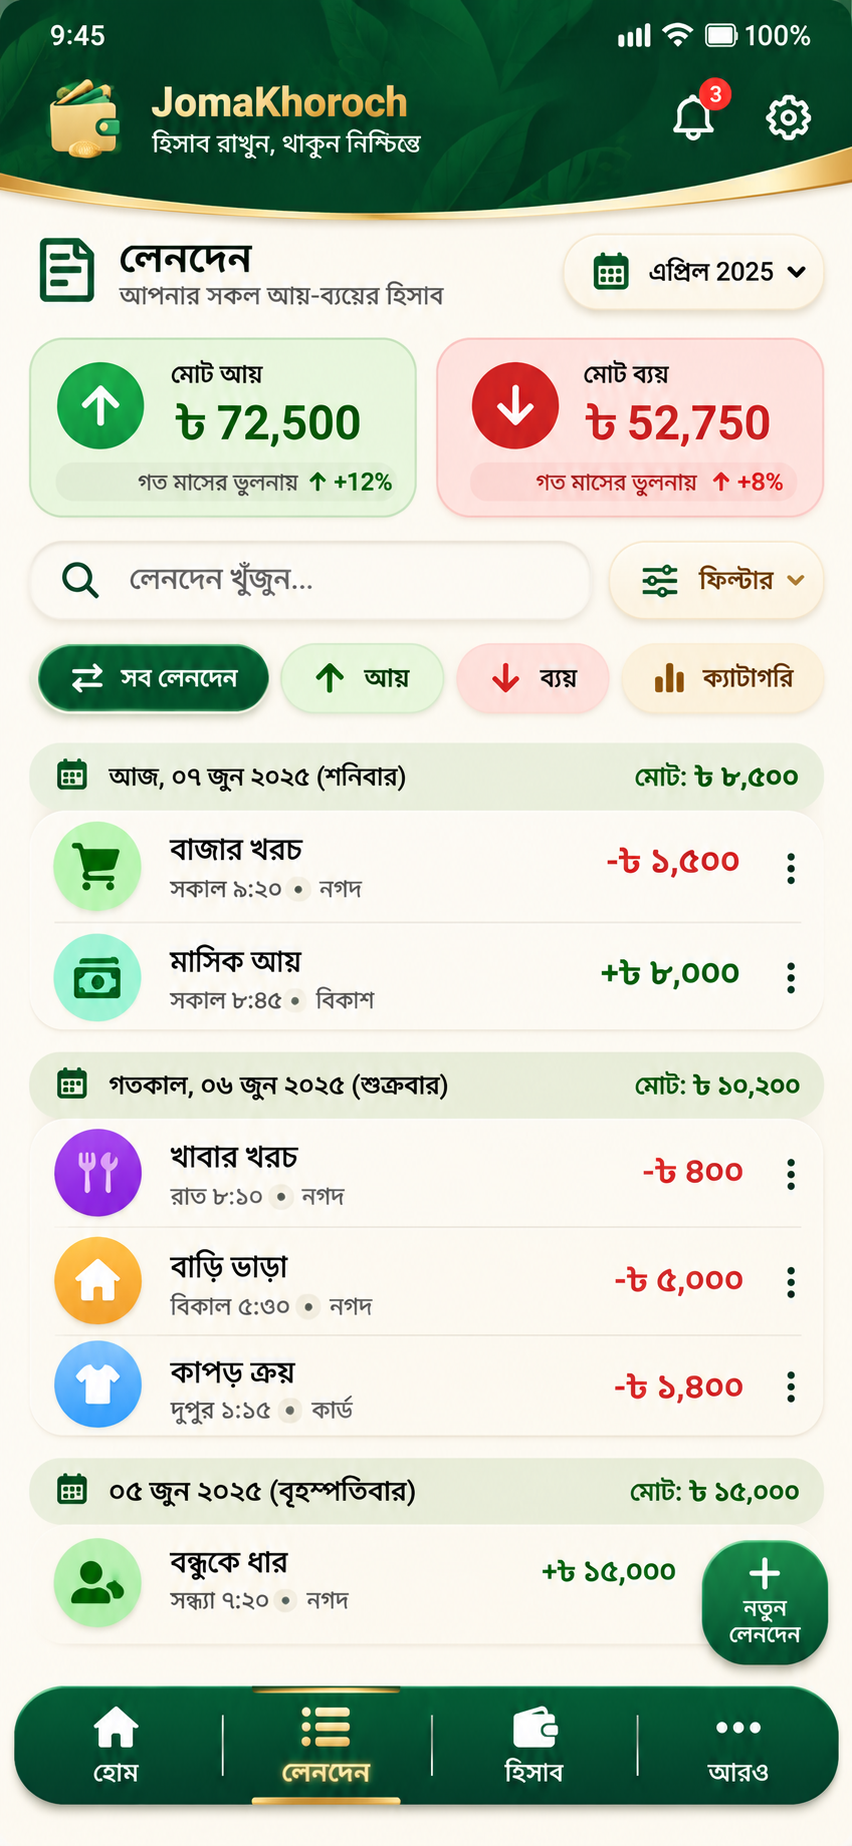 9:45
100%
JomaKhoroch
3
হিসাব রাখুন, থাকুন নিশ্চিন্তে
লেনদেন
আপনার সকল আয়-ব্যয়ের হিসাব
এপ্রিল 2025
মোট আয়
৳ 72,500
গত মাসের তুলনায় ↑ +12%
মোট ব্যয়
৳ 52,750
গত মাসের তুলনায় ↑ +8%
লেনদেন খুঁজুন...
ফিল্টার
সব লেনদেন
আয়
ব্যয়
ক্যাটাগরি
আজ, ০৭ জুন ২০২৫ (শনিবার)
মোট: ৳ ৮,৫০০
বাজার খরচ
-৳ ১,৫০০
সকাল ৯:২০ • নগদ
মাসিক আয়
+৳ ৮,০০০
সকাল ৮:৪৫ • বিকাশ
গতকাল, ০৬ জুন ২০২৫ (শুক্রবার)
মোট: ৳ ১০,২০০
খাবার খরচ
-৳ ৪০০
রাত ৮:১০ • নগদ
বাড়ি ভাড়া
-৳ ৫,০০০
বিকাল ৫:৩০ • নগদ
কাপড় ক্রয়
-৳ ১,৪০০
দুপুর ১:১৫ • কার্ড
০৫ জুন ২০২৫ (বৃহস্পতিবার)
মোট: ৳ ১৫,০০০
বন্ধুকে ধার
+৳ ১৫,০০০
সন্ধ্যা ৭:২০ • নগদ
নতুন
লেনদেন
হোম
লেনদেন
হিসাব
আরও